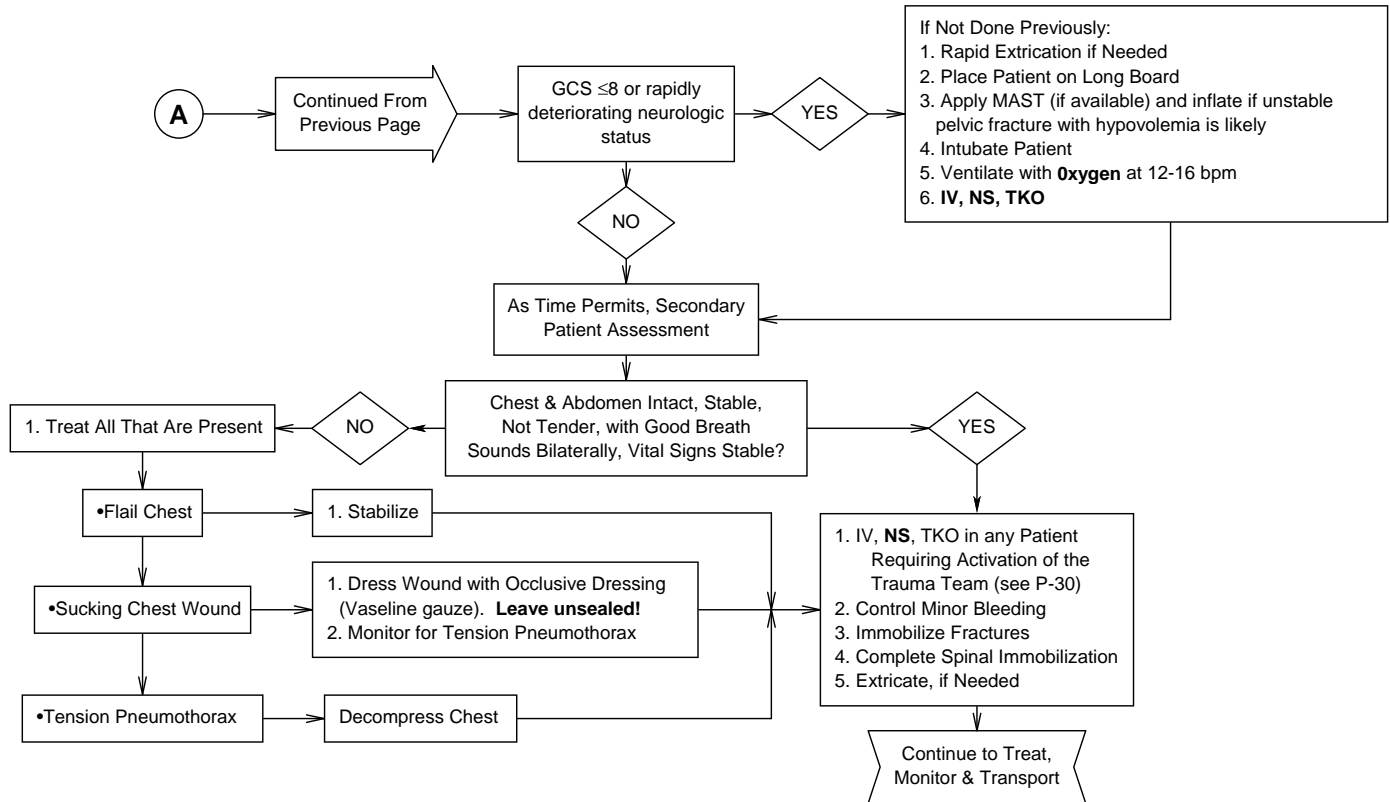 A
Continued From
Previous Page
GCS ≤8 or rapidly
deteriorating neurologic
status
YES
If Not Done Previously:
1. Rapid Extrication if Needed
2. Place Patient on Long Board
3. Apply MAST (if available) and inflate if unstable
pelvic fracture with hypovolemia is likely
4. Intubate Patient
5. Ventilate with 0xygen at 12-16 bpm
6. IV, NS, TKO
NO
As Time Permits, Secondary
Patient Assessment
Chest & Abdomen Intact, Stable,
Not Tender, with Good Breath
Sounds Bilaterally, Vital Signs Stable?
NO
1. Treat All That Are Present
YES
•Flail Chest
1. Stabilize
•Sucking Chest Wound
1. Dress Wound with Occlusive Dressing
(Vaseline gauze). Leave unsealed!
2. Monitor for Tension Pneumothorax
•Tension Pneumothorax
Decompress Chest
1. IV, NS, TKO in any Patient
Requiring Activation of the
Trauma Team (see P-30)
2. Control Minor Bleeding
3. Immobilize Fractures
4. Complete Spinal Immobilization
5. Extricate, if Needed
Continue to Treat,
Monitor & Transport